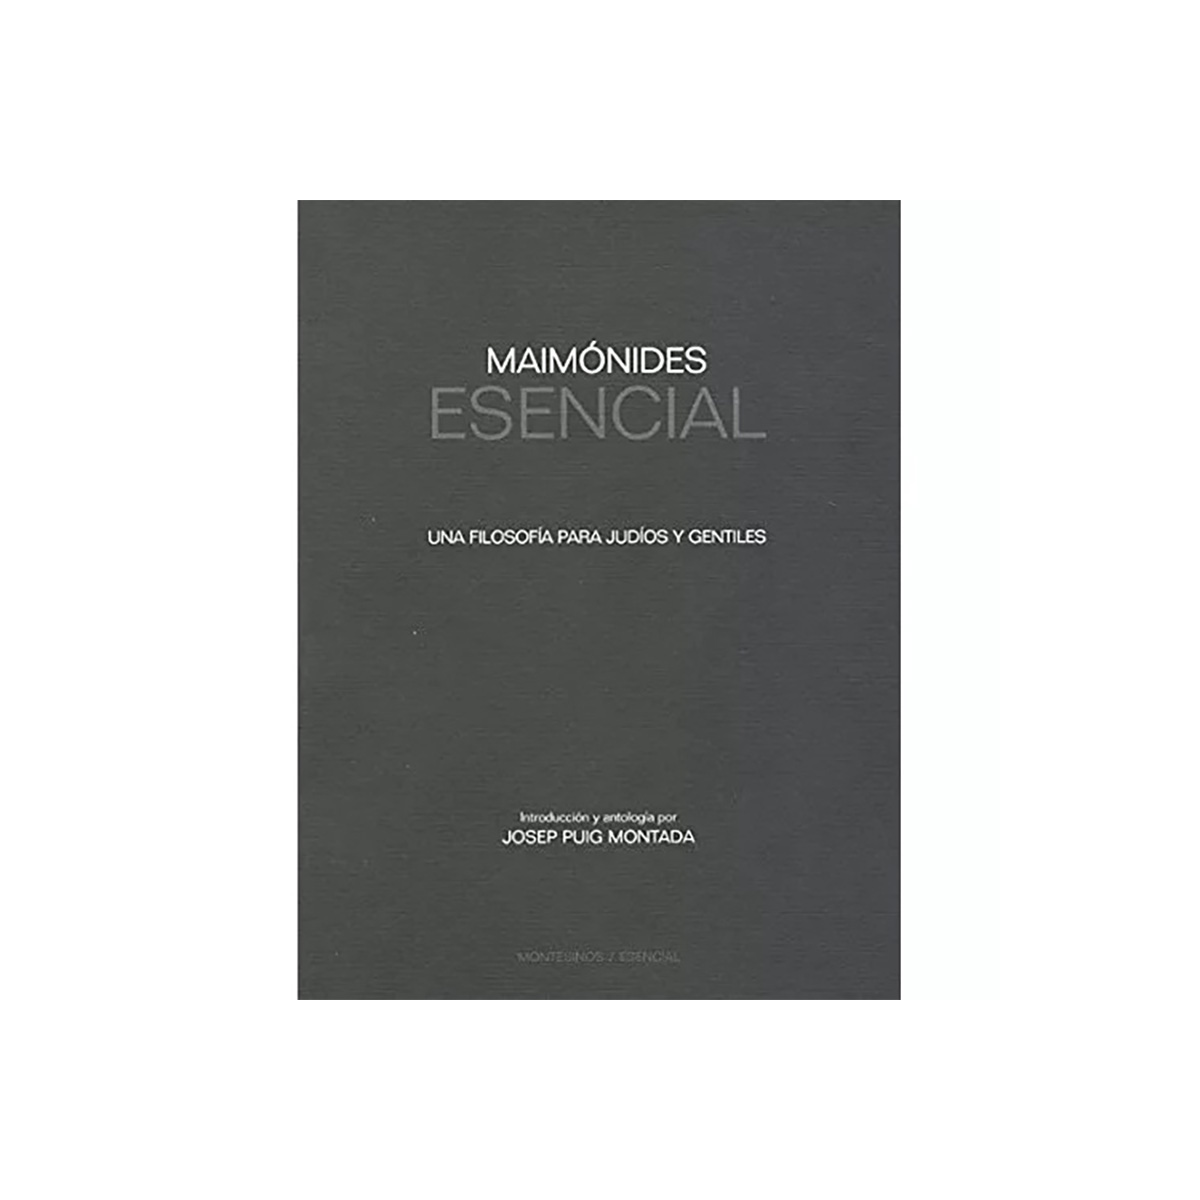 MAIMÓNIDES
ESENCIAL
UNA FILOSOFÍA PARA JUDÍOS Y GENTILES
Introducción y antología por
JOSEP PUIG MONTADA
MONTESINOS / ESENCIAL